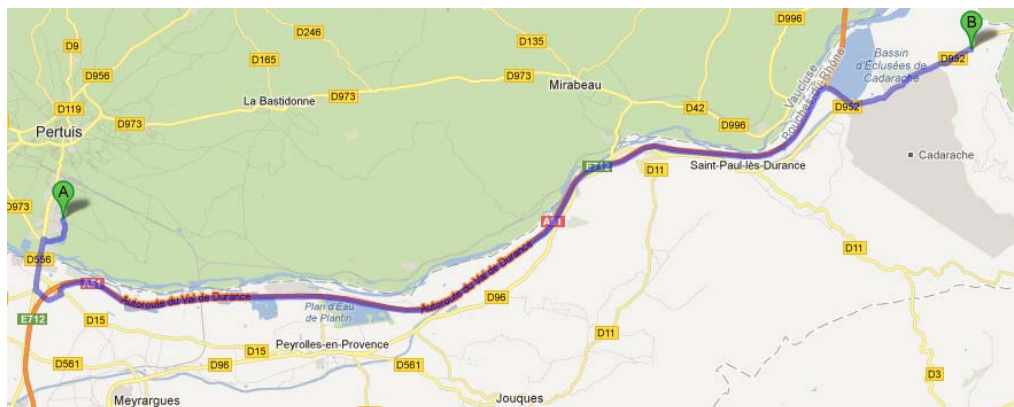 D9
D246
D135
D996
B
D956
D165
D973
Bassin
d'Éclusées de
Cadarache
D952
La Bastidonne
D973
Mirabeau
Vaucluse
Bouches-du-Rhône
D119
D973
D42
D952
Pertuis
D996
Cadarache
A
E712
D11
Saint-Paul-lès-Durance
D973
A51
D11
D556
A51
Autoroute du Val de Durance
Autoroute du Val de Durance
D96
Plan d'Eau
de Plantin
E712
D15
D11
D15
Peyrolles-en-Provence
D561
D96
D561
D3
Meyrargues
Jouques